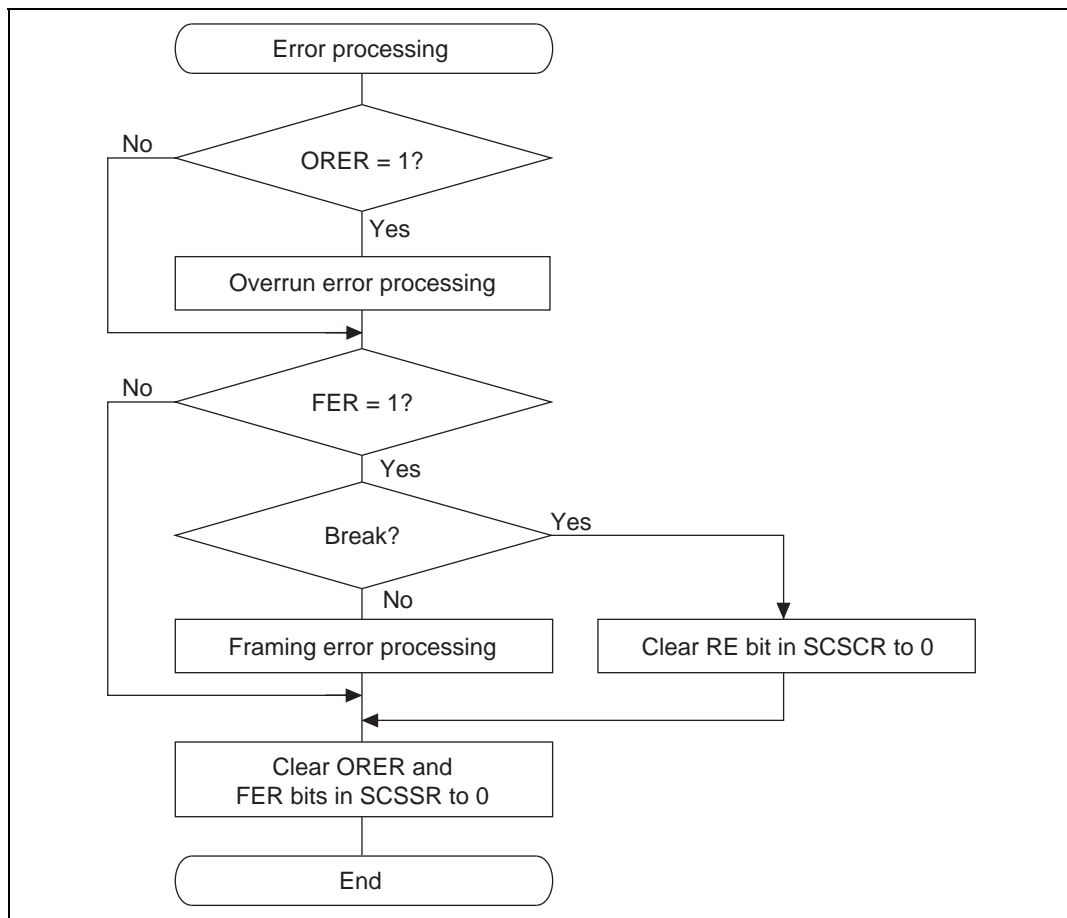 Error processing
No
ORER = 1?
Yes
Overrun error processing
No
FER = 1?
Yes
Break?
Yes
No
Framing error processing
Clear RE bit in SCSCR to 0
Clear ORER and
FER bits in SCSSR to 0
End